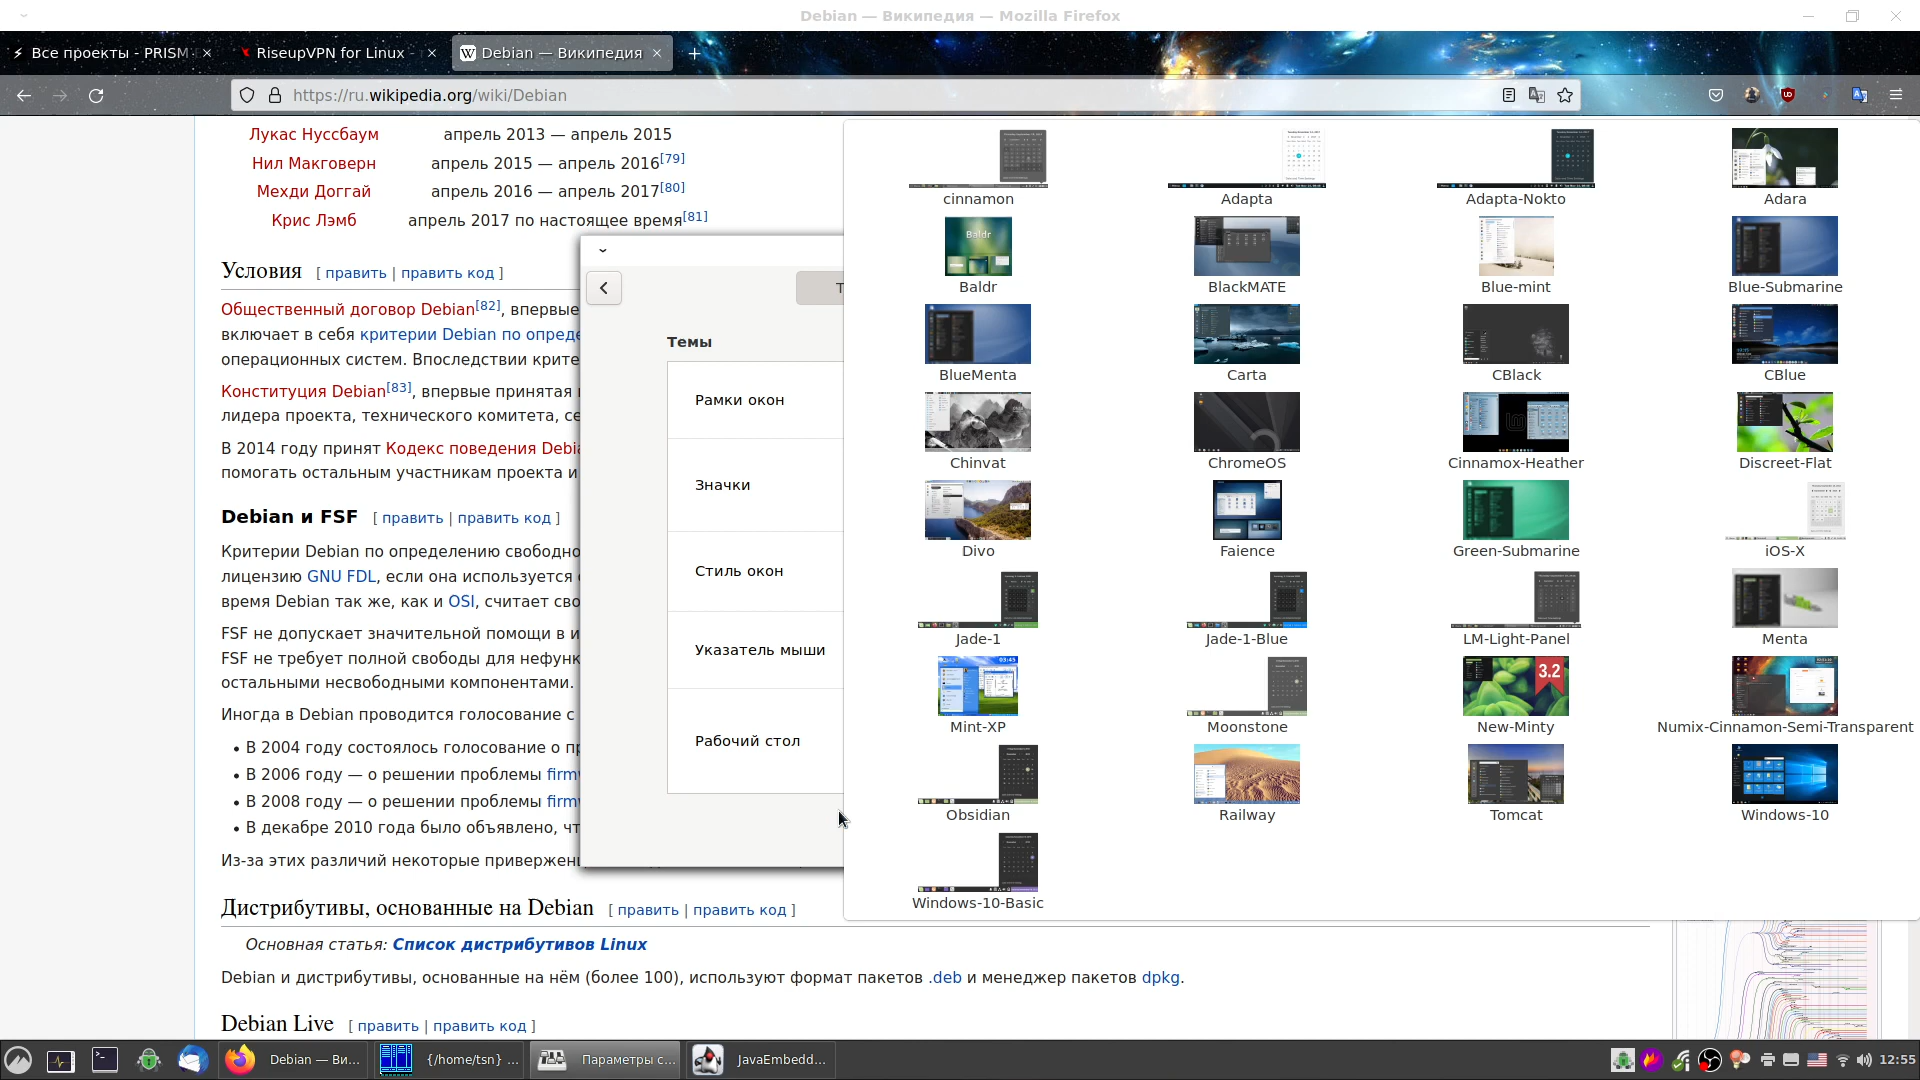 Debian — Википедия — Mozilla Firefox
Все проекты - PRISM
RiseupVPN for Linux -
Debian — Википедия
https://ru.wikipedia.org/wiki/Debian
Лукас Нуссбаум апрель 2013 — апрель 2015
Нил Макговерн апрель 2015 — апрель 2016[79]
Мехди Доггай апрель 2016 — апрель 2017[80]
Крис Лэмб апрель 2017 по настоящее время[81]
Условия [ править | править код ]
Общественный договор Debian[82], впервые
включает в себя критерии Debian по опреде
операционных систем. Впоследствии крите
Конституция Debian[83], впервые принятая
лидера проекта, технического комитета, се
В 2014 году принят Кодекс поведения Debia
помогать остальным участникам проекта и
Debian и FSF [ править | править код ]
Критерии Debian по определению свободно
лицензию GNU FDL, если она используется
время Debian так же, как и OSI, считает сво
FSF не допускает значительной помощи в и
FSF не требует полной свободы для нефунк
остальными несвободными компонентами.
Иногда в Debian проводится голосование с
• В 2004 году состоялось голосование о пр
• В 2006 году — о решении проблемы firmw
• В 2008 году — о решении проблемы firmw
• В декабре 2010 года было объявлено, чт
Из-за этих различий некоторые приверженц
Дистрибутивы, основанные на Debian [ править | править код ]
Основная статья: Список дистрибутивов Linux
Debian и дистрибутивы, основанные на нём (более 100), используют формат пакетов .deb и менеджер пакетов dpkg.
Debian Live [ править | править код ]
Темы
Рамки окон
Значки
Стиль окон
Указатель мыши
Рабочий стол
cinnamon
Adapta
Adapta-Nokto
Adara
Baldr
Baldr
BlackMATE
Blue-mint
Blue-Submarine
BlueMenta
Carta
CBlack
CBlue
Chinvat
ChromeOS
Cinnamox-Heather
Discreet-Flat
Divo
Faience
Green-Submarine
iOS-X
Jade-1
Jade-1-Blue
LM-Light-Panel
Menta
03:45
3.2
Mint-XP
Moonstone
New-Minty
Numix-Cinnamon-Semi-Transparent
Obsidian
Railway
Tomcat
Windows-10
Windows-10-Basic
Debian — Ви...
{/home/tsn} ...
Параметры с...
JavaEmbedd...
12:55